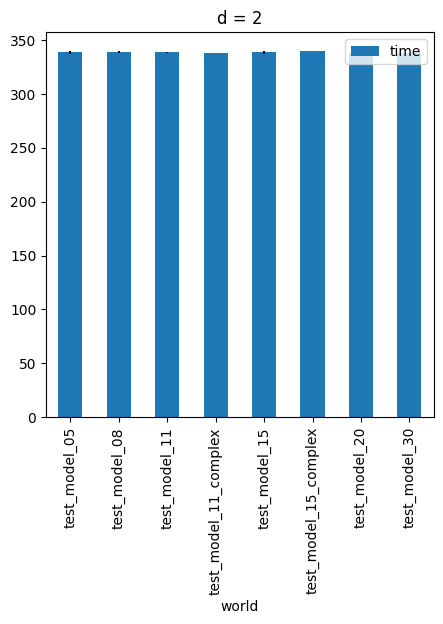 d = 2
time
350
300
250
200
150
100
50
0
test_model_05
test_model_08
test_model_11
test_model_11_complex
test_model_15
test_model_15_complex
test_model_20
test_model_30
world